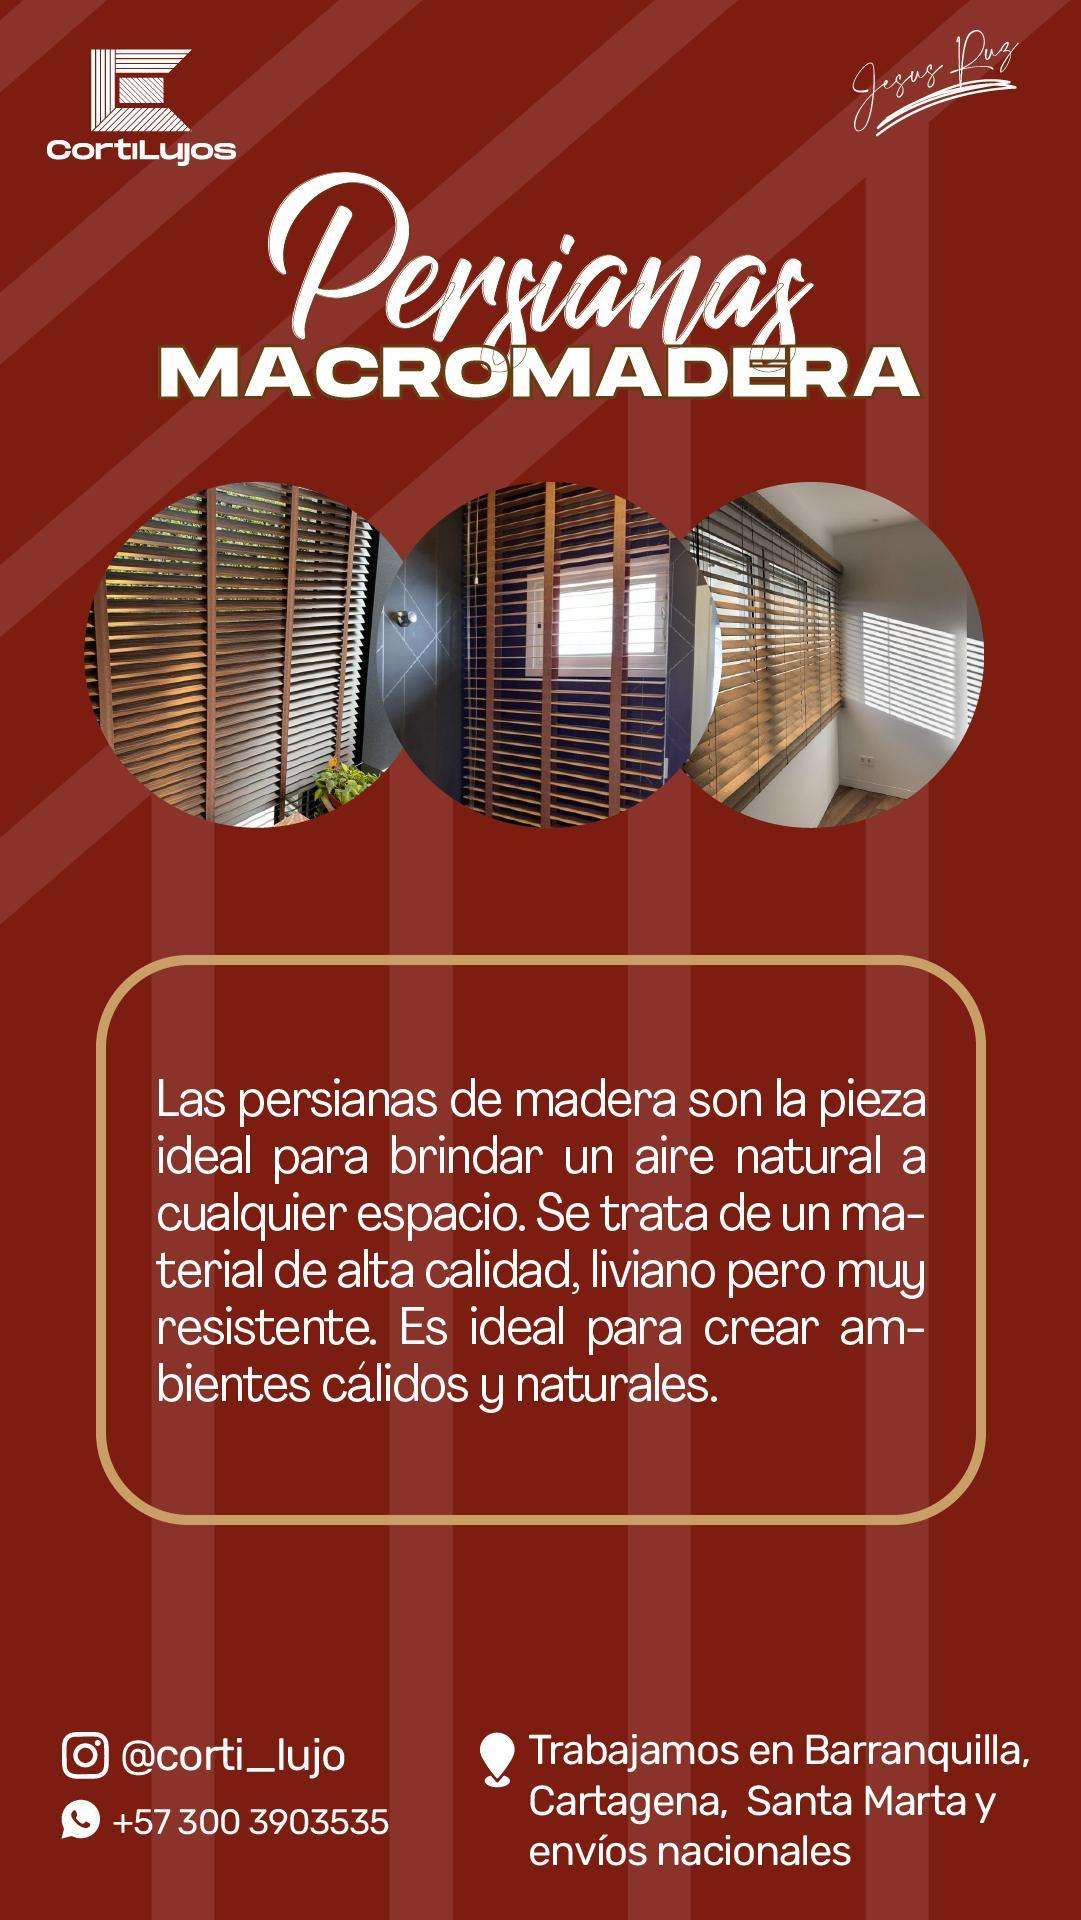 CortiLujos
Jesus Ruz
Persianas
MACROMADERA
Las persianas de madera son la pieza
ideal para brindar un aire natural a
cualquier espacio. Se trata de un ma-
terial de alta calidad, liviano pero muy
resistente. Es ideal para crear am-
bientes cálidos y naturales.
@corti_lujo
+57 300 3903535
Trabajamos en Barranquilla,
Cartagena, Santa Marta y
envíos nacionales